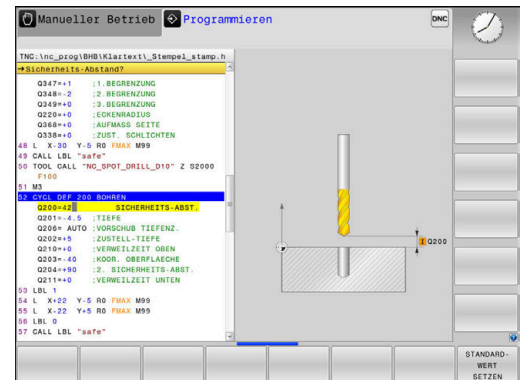 Manueller Betrieb
Programmieren
DNC
TNC:\nc_prog\BHB\Klartext\_Stempel_stamp.h
→Sicherheits-Abstand?
Q347=+1 ;1.BEGRENZUNG
Q348=-2 ;2.BEGRENZUNG
Q349=+0 ;3.BEGRENZUNG
Q220=+0 ;ECKENRADIUS
Q368=+0 ;AUFMASS SEITE
Q338=+0 ;ZUST. SCHLICHTEN
48 L X-30 Y-5 R0 FMAX M99
49 CALL LBL "safe"
50 TOOL CALL "NC_SPOT_DRILL_D10" Z S2000
F100
51 M3
52 CYCL DEF 200 BOHREN
Q200=42 SICHERHEITS-ABST.
Q201=-4.5 ;TIEFE
Q206= AUTO ;VORSCHUB TIEFENZ.
Q202=+5 ;ZUSTELL-TIEFE
Q210=+0 ;VERWEILZEIT OBEN
Q203=-40 ;KOOR. OBERFLAECHE
Q204=+90 ;2. SICHERHEITS-ABST.
Q211=+0 ;VERWEILZEIT UNTEN
53 LBL 1
54 L X+22 Y-5 R0 FMAX M99
55 L X-22 Y-5 R0 FMAX M99
56 LBL 0
57 CALL LBL "safe"
I Q200
STANDARD-
WERT
SETZEN